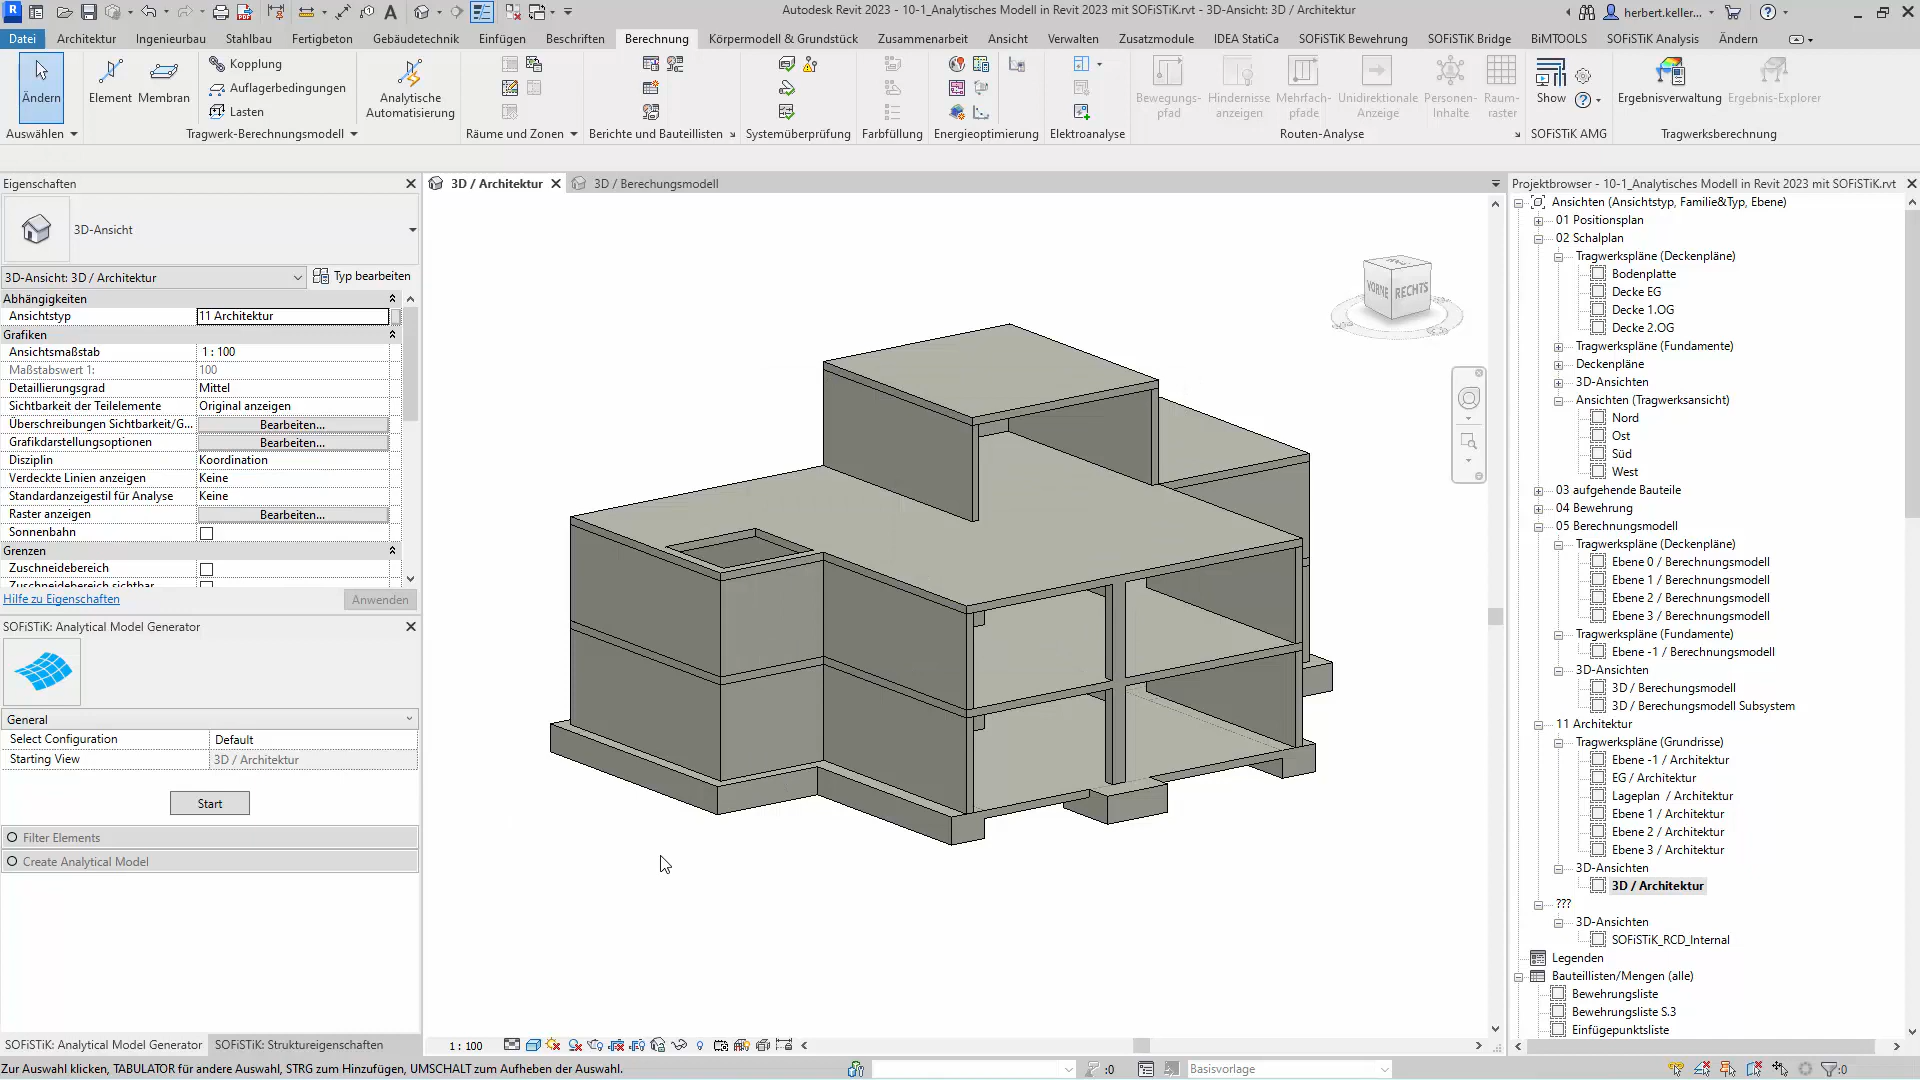 Autodesk Revit 2023 - 10-1_Analytisches Modell in Revit 2023 mit SOFiSTiK.rvt - 3D-Ansicht: 3D / Architektur
herbert.keller...
Datei Architektur Ingenieurbau Stahlbau Fertigbeton Gebäudetechnik Einfügen Beschriften Berechnung Körpermodell & Grundstück Zusammenarbeit Ansicht Verwalten Zusatzmodule IDEA StatiCa SOFiSTiK Bewehrung SOFiSTiK Bridge BiMTOOLS SOFiSTiK Analysis Ändern
Ändern
Element
Membran
Kopplung
Auflagerbedingungen
Lasten
Analytische
Automatisierung
Bewegungs-
pfad
Hindernisse
anzeigen
Mehrfach-
pfade
Unidirektionale
Anzeige
Personen-
Inhalte
Raum-
raster
Show
Ergebnisverwaltung
Ergebnis-Explorer
Auswählen Tragwerk-Berechnungsmodell Räume und Zonen Berichte und Bauteillisten Systemüberprüfung Farbfüllung Energieoptimierung Elektroanalyse Routen-Analyse SOFiSTiK AMG Tragwerksberechnung
Eigenschaften
3D-Ansicht
3D-Ansicht: 3D / Architektur
Typ bearbeiten
Abhängigkeiten
Ansichtstyp 11 Architektur
Grafiken
Ansichtsmaßstab 1 : 100
Maßstabswert 1: 100
Detaillierungsgrad Mittel
Sichtbarkeit der Teilelemente Original anzeigen
Überschreibungen Sichtbarkeit/G... Bearbeiten...
Grafikdarstellungsoptionen Bearbeiten...
Disziplin Koordination
Verdeckte Linien anzeigen Keine
Standardanzeigestil für Analyse Keine
Raster anzeigen Bearbeiten...
Sonnenbahn
Grenzen
Zuschneidebereich
Zuschneidebereich sichtbar
Hilfe zu Eigenschaften
Anwenden
SOFiSTiK: Analytical Model Generator
General
Select Configuration Default
Starting View 3D / Architektur
Start
Filter Elements
Create Analytical Model
SOFiSTiK: Analytical Model Generator SOFiSTiK: Struktureigenschaften
3D / Architektur
3D / Berechungsmodell
VORNE
RECHTS
1 : 100
Projektbrowser - 10-1_Analytisches Modell in Revit 2023 mit SOFiSTiK.rvt
Ansichten (Ansichtstyp, Familie&Typ, Ebene)
01 Positionsplan
02 Schalplan
Tragwerkspläne (Deckenpläne)
Bodenplatte
Decke EG
Decke 1.OG
Decke 2.OG
Tragwerkspläne (Fundamente)
Deckenpläne
3D-Ansichten
Ansichten (Tragwerksansicht)
Nord
Ost
Süd
West
03 aufgehende Bauteile
04 Bewehrung
05 Berechnungsmodell
Tragwerkspläne (Deckenpläne)
Ebene 0 / Berechnungsmodell
Ebene 1 / Berechnungsmodell
Ebene 2 / Berechnungsmodell
Ebene 3 / Berechnungsmodell
Tragwerkspläne (Fundamente)
Ebene -1 / Berechnungsmodell
3D-Ansichten
3D / Berechungsmodell
3D / Berechungsmodell Subsystem
11 Architektur
Tragwerkspläne (Grundrisse)
Ebene -1 / Architektur
EG / Architektur
Lageplan / Architektur
Ebene 1 / Architektur
Ebene 2 / Architektur
Ebene 3 / Architektur
3D-Ansichten
3D / Architektur
???
3D-Ansichten
SOFiSTiK_RCD_Internal
Legenden
Bauteillisten/Mengen (alle)
Bewehrungsliste
Bewehrungsliste S.3
Einfügepunktsliste
Zur Auswahl klicken, TABULATOR für andere Auswahl, STRG zum Hinzufügen, UMSCHALT zum Aufheben der Auswahl.
:0
Basisvorlage
:0